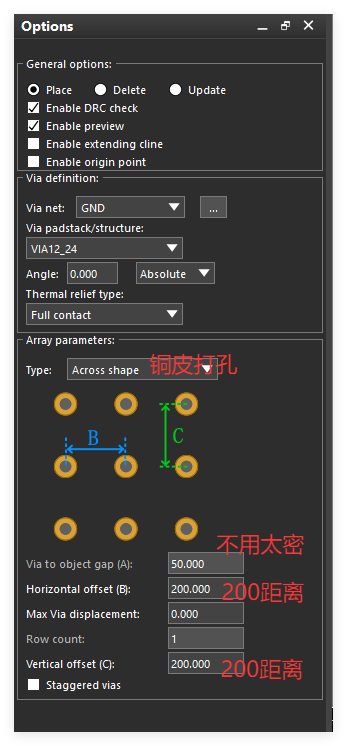 Options
General options:
Place Delete Update
Enable DRC check
Enable preview
Enable extending cline
Enable origin point
Via definition:
Via net: GND ...
Via padstack/structure:
VIA12_24
Angle: 0.000 Absolute
Thermal relief type:
Full contact
Array parameters:
Type: Across shape 铜皮打孔
B
C
不用太密
Via to object gap (A): 50.000
Horizontal offset (B): 200.000 200距离
Max Via displacement: 0.000
Row count: 1
Vertical offset (C): 200.000 200距离
Staggered vias